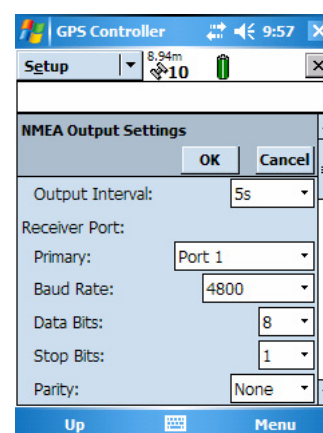 GPS Controller 9:57
8.94m
Setup 10
NMEA Output Settings
OK Cancel
Output Interval: 5s
Receiver Port:
Primary: Port 1
Baud Rate: 4800
Data Bits: 8
Stop Bits: 1
Parity: None
Up Menu